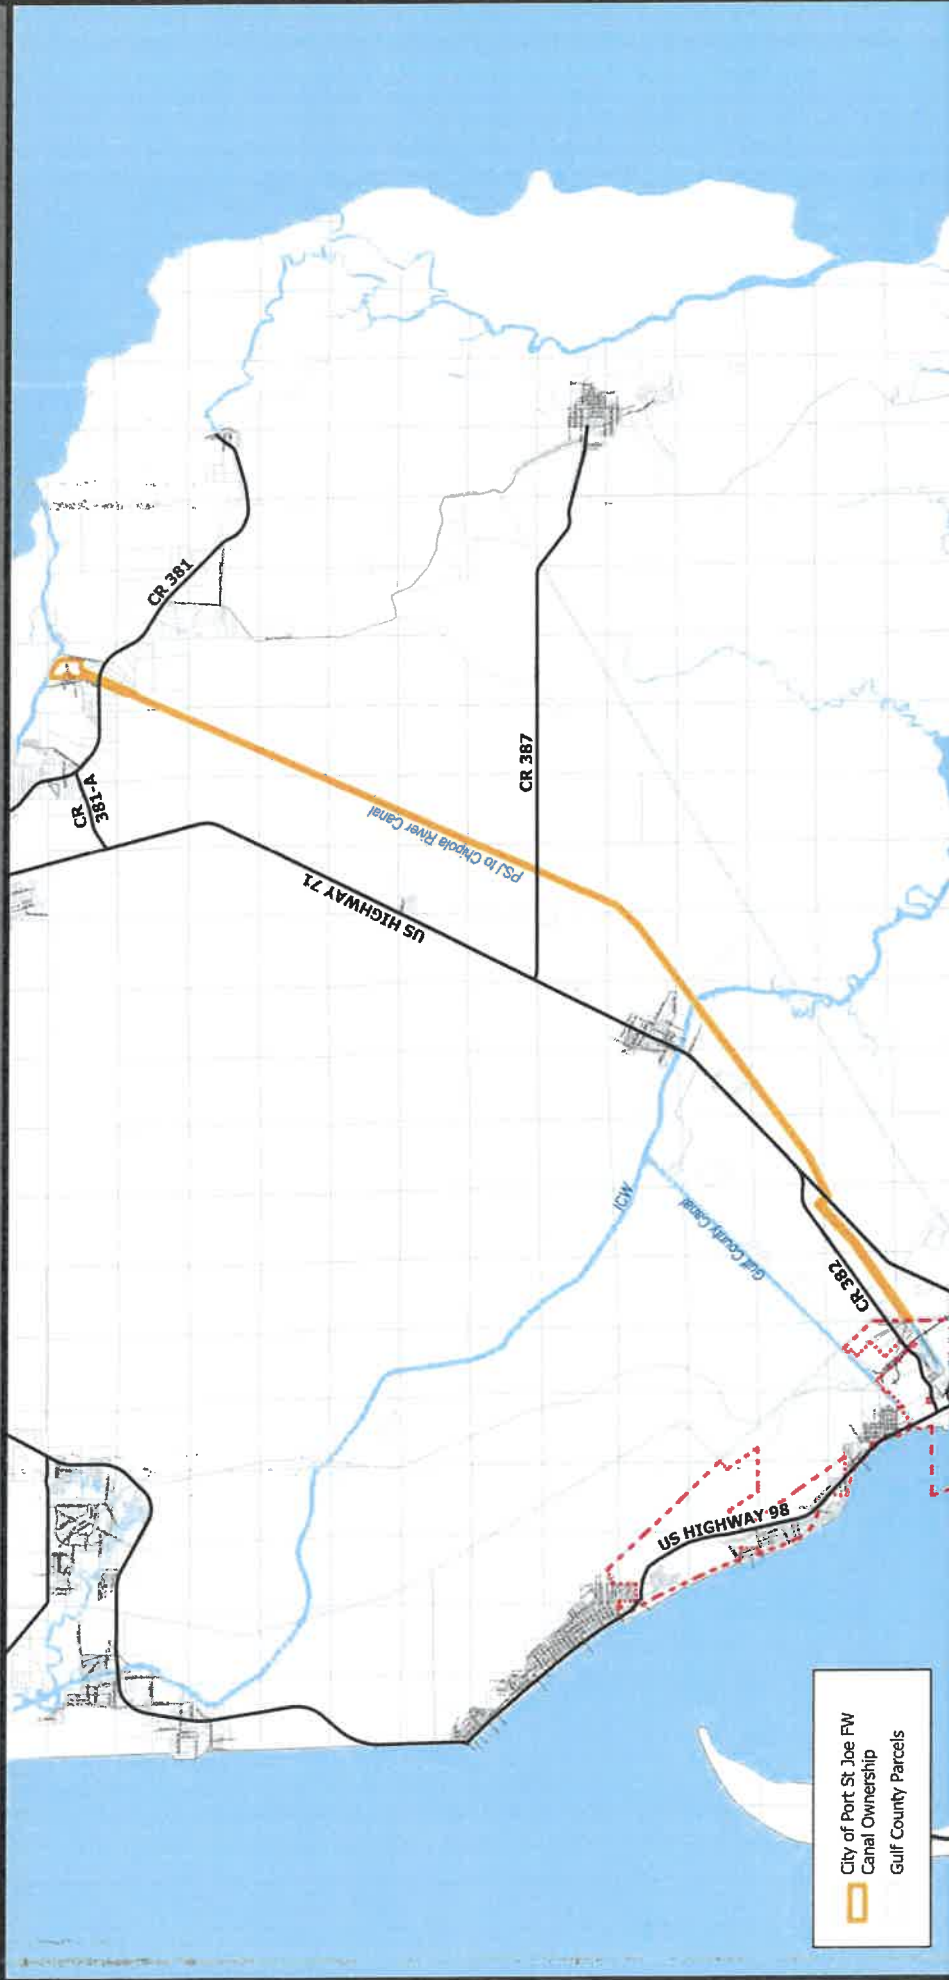 CR 381
CR
381-A
PSJ to Chipola River Canal
CR 387
US HIGHWAY 71
ICW
Gulf County Canal
CR 382
US HIGHWAY 98
City of Port St Joe FW
Canal Ownership
Gulf County Parcels